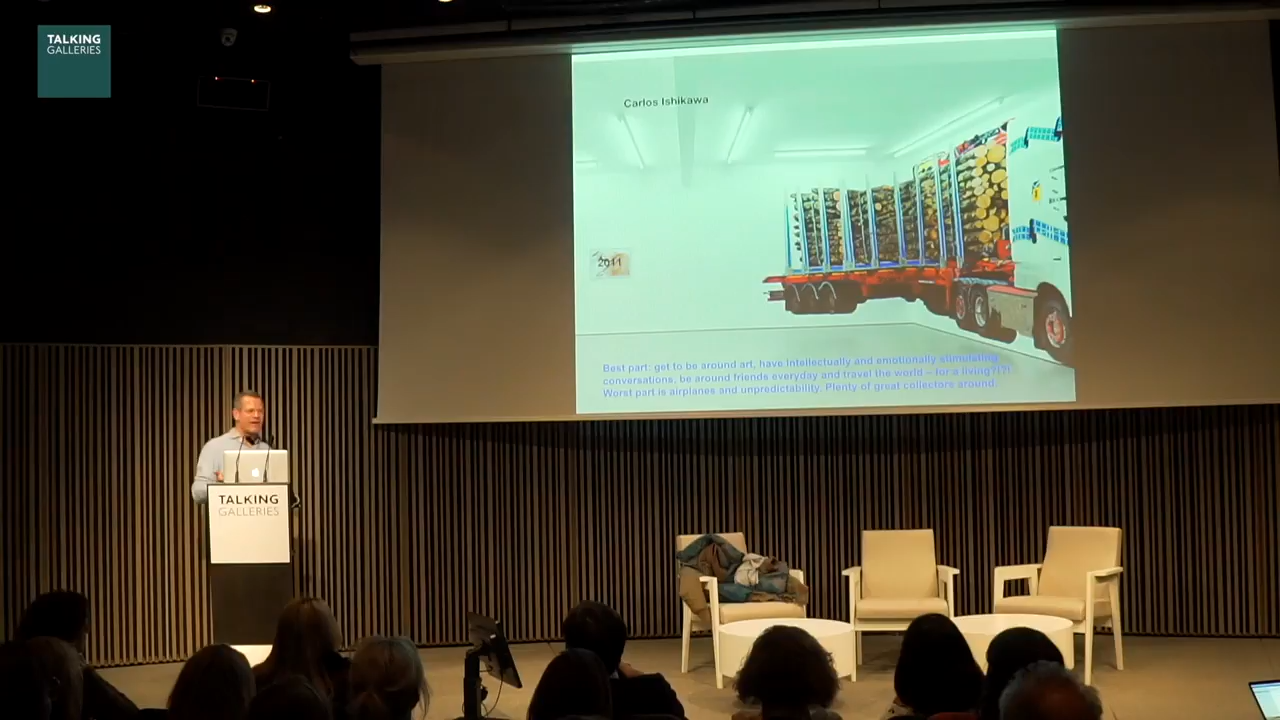 TALKING
GALLERIES
Carlos Ishikawa
2011
Best part: get to be around art, have intellectually and emotionally stimulating
conversations, be around friends everyday and travel the world – for a living?!?!
Worst part is airplanes and unpredictability. Plenty of great collectors around.
TALKING
GALLERIES